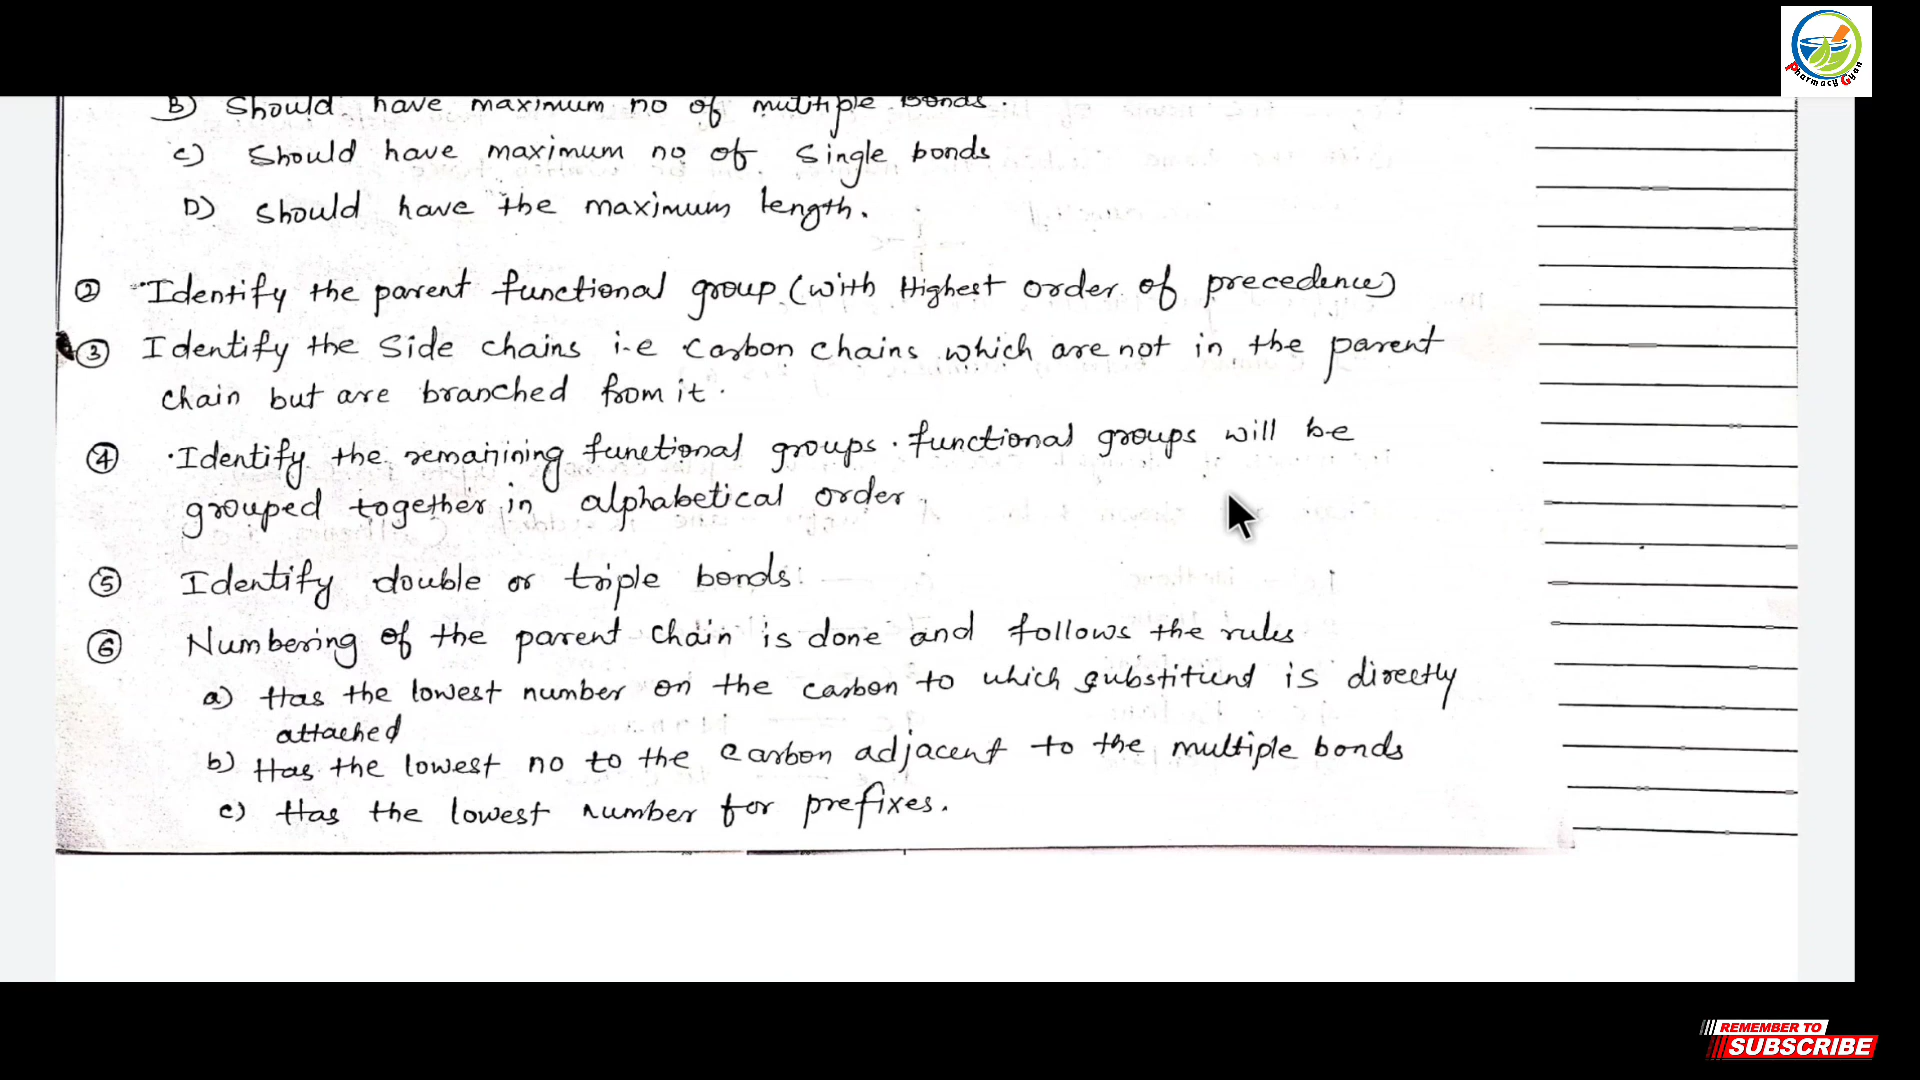 Pharmacy Gyan
B) Should have maximum no of multiple bonds.
c) Should have maximum no of single bonds
D) should have the maximum length.
② Identify the parent functional group (with Highest order of precedence)
③ Identify the side chains i.e carbon chains which are not in the parent
chain but are branched from it.
④ Identify the remaining functional groups. functional groups will be
grouped together in alphabetical order
⑤ Identify double or triple bonds:
⑥ Numbering of the parent chain is done and follows the rules
a) Has the lowest number on the carbon to which substitiend is directly
attached
b) Has the lowest no to the carbon adjacent to the multiple bonds
c) Has the lowest number for prefixes.
REMEMBER TO
SUBSCRIBE